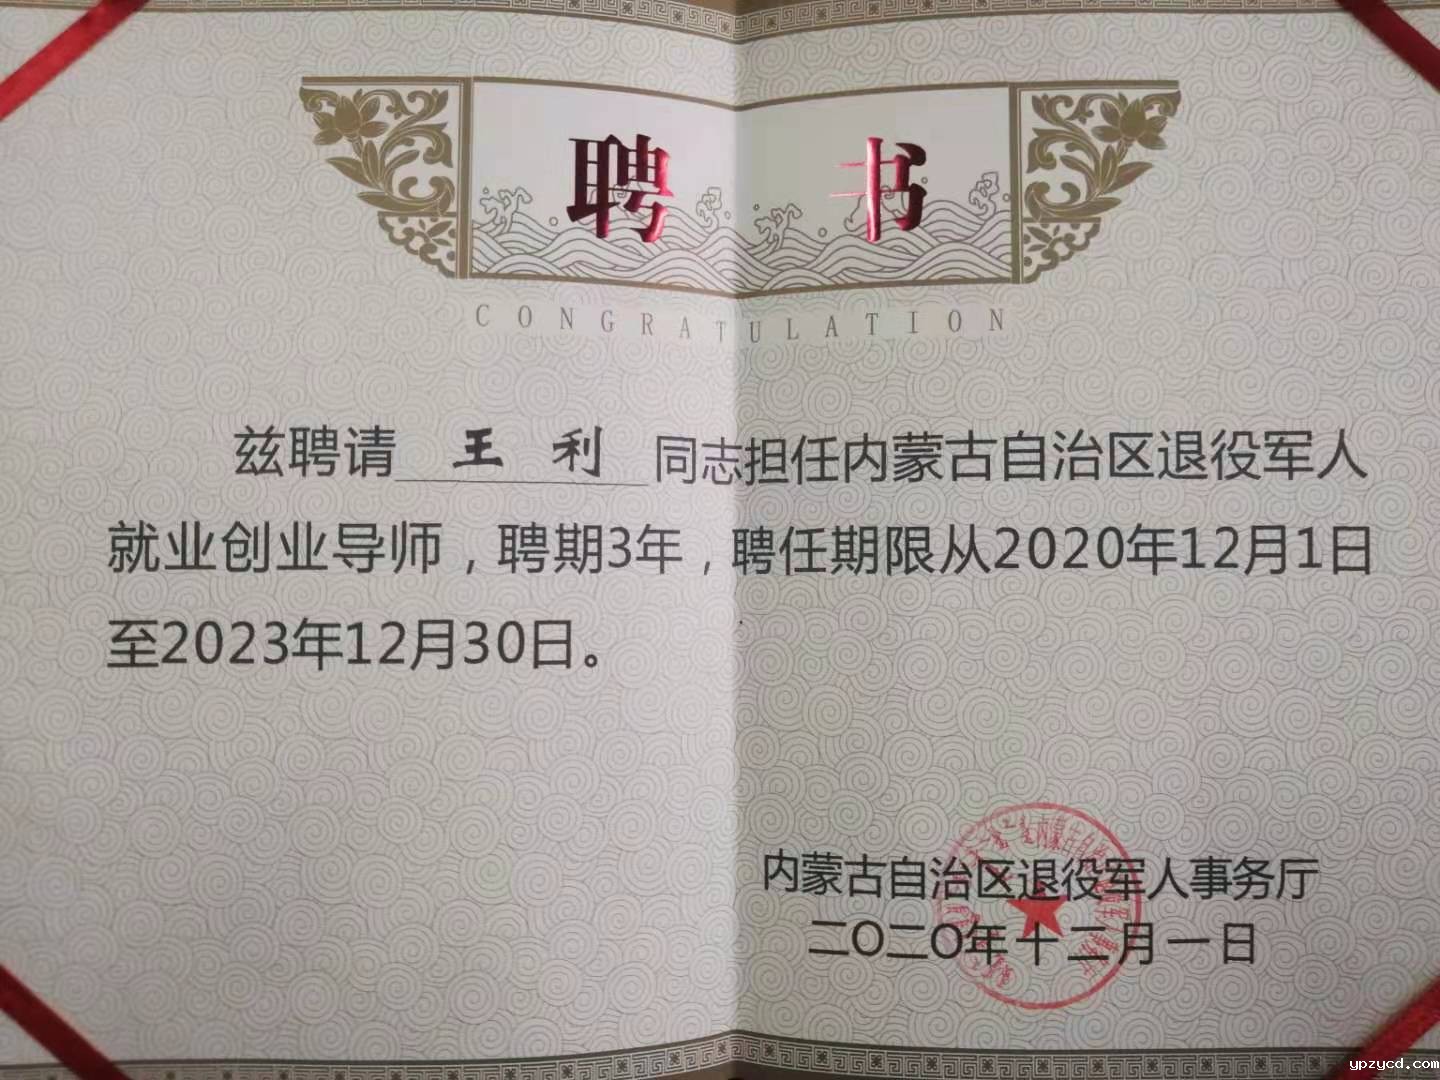 聘书
CONGRATULATION
兹聘请 王利 同志担任内蒙古自治区退役军人
就业创业导师，聘期3年，聘任期限从2020年12月1日
至2023年12月30日。
内蒙古自治区退役军人事务厅
二〇二〇年十二月一日
ypzycd.com